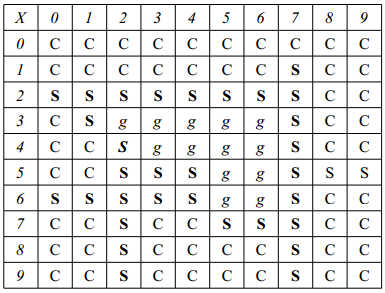 X 0 1 2 3 4 5 6 7 8 9
0 C C C C C C C C C C
1 C C C C C C C S C C
2 S S S S S S S S C C
3 C S g g g g g S C C
4 C C S g g g g S C C
5 C C S S S g g S S S
6 S S S S S g g S C C
7 C C S C C S S S C C
8 C C S C C C C S C C
9 C C S C C C C S C C